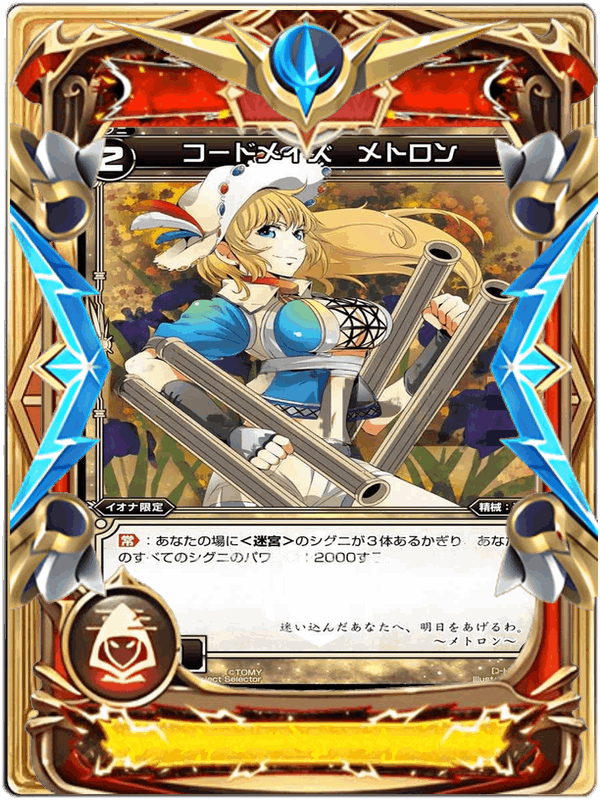 2
コードメイズ メトロン
イオナ限定
精械:
常:あなたの場に<迷宮>のシグニが3体あるかぎり、あな
のすべてのシグニのパワ :2000す
迷い込んだあなたへ、明日をあげるわ。
~メトロン~
©TOMY
ect Selector
Illust